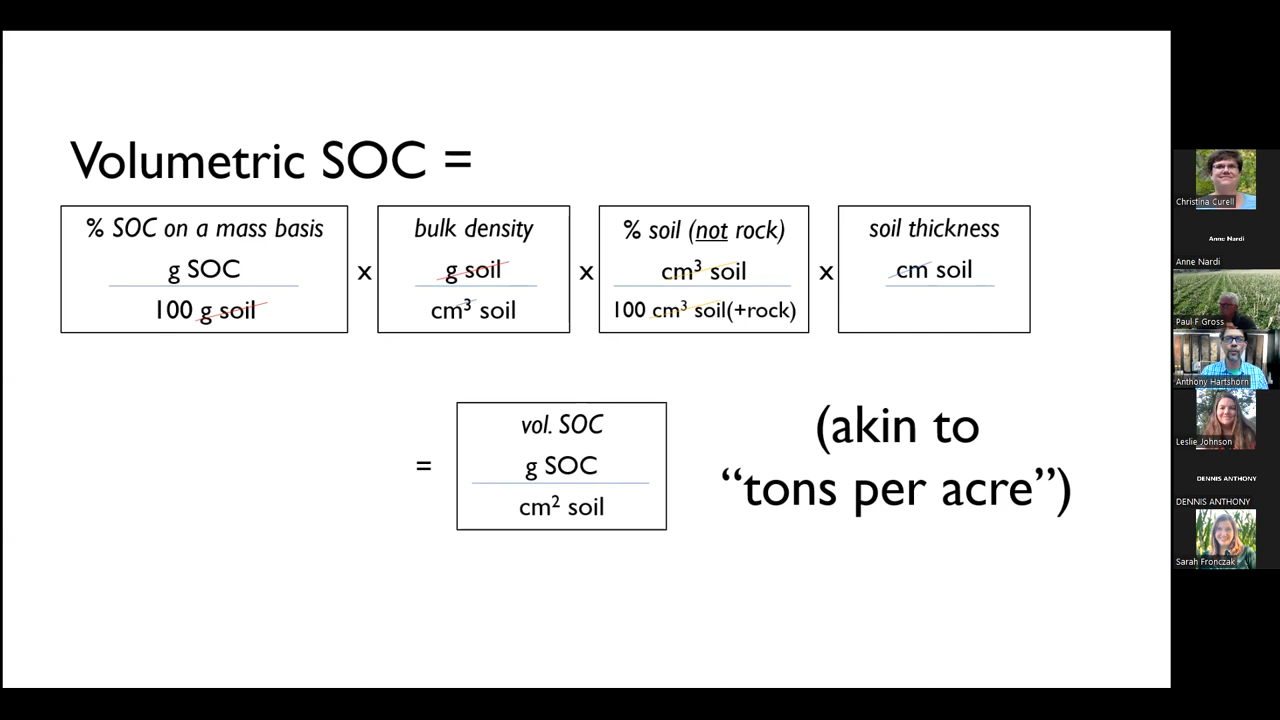 Volumetric SOC =
% SOC on a mass basis
g SOC
100 g soil
x
bulk density
g soil
cm³ soil
x
% soil (not rock)
cm³ soil
100 cm³ soil(+rock)
x
soil thickness
cm soil
=
vol. SOC
g SOC
cm² soil
(akin to
“tons per acre”)
Christina Curell
Anne Nardi
Anne Nardi
Paul F Gross
Anthony Hartshorn
Leslie Johnson
DENNIS ANTHONY
DENNIS ANTHONY
Sarah Fronczak